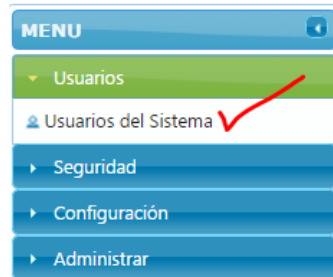 MENU
Usuarios
Usuarios del Sistema
Seguridad
Configuración
Administrar